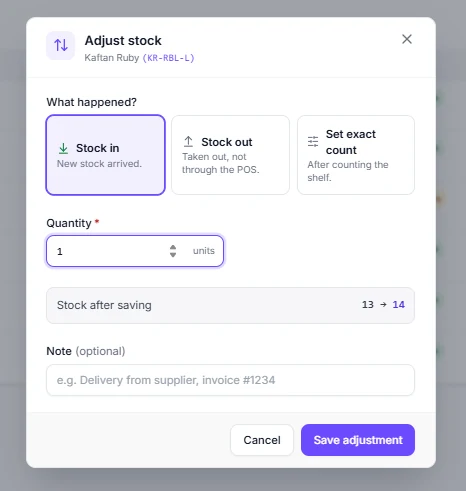 Adjust stock
Kaftan Ruby (KR-RBL-L)
What happened?
Stock in
New stock arrived.
Stock out
Taken out, not
through the POS.
Set exact
count
After counting the
shelf.
Quantity *
1
units
Stock after saving
13 → 14
Note (optional)
e.g. Delivery from supplier, invoice #1234
Cancel
Save adjustment